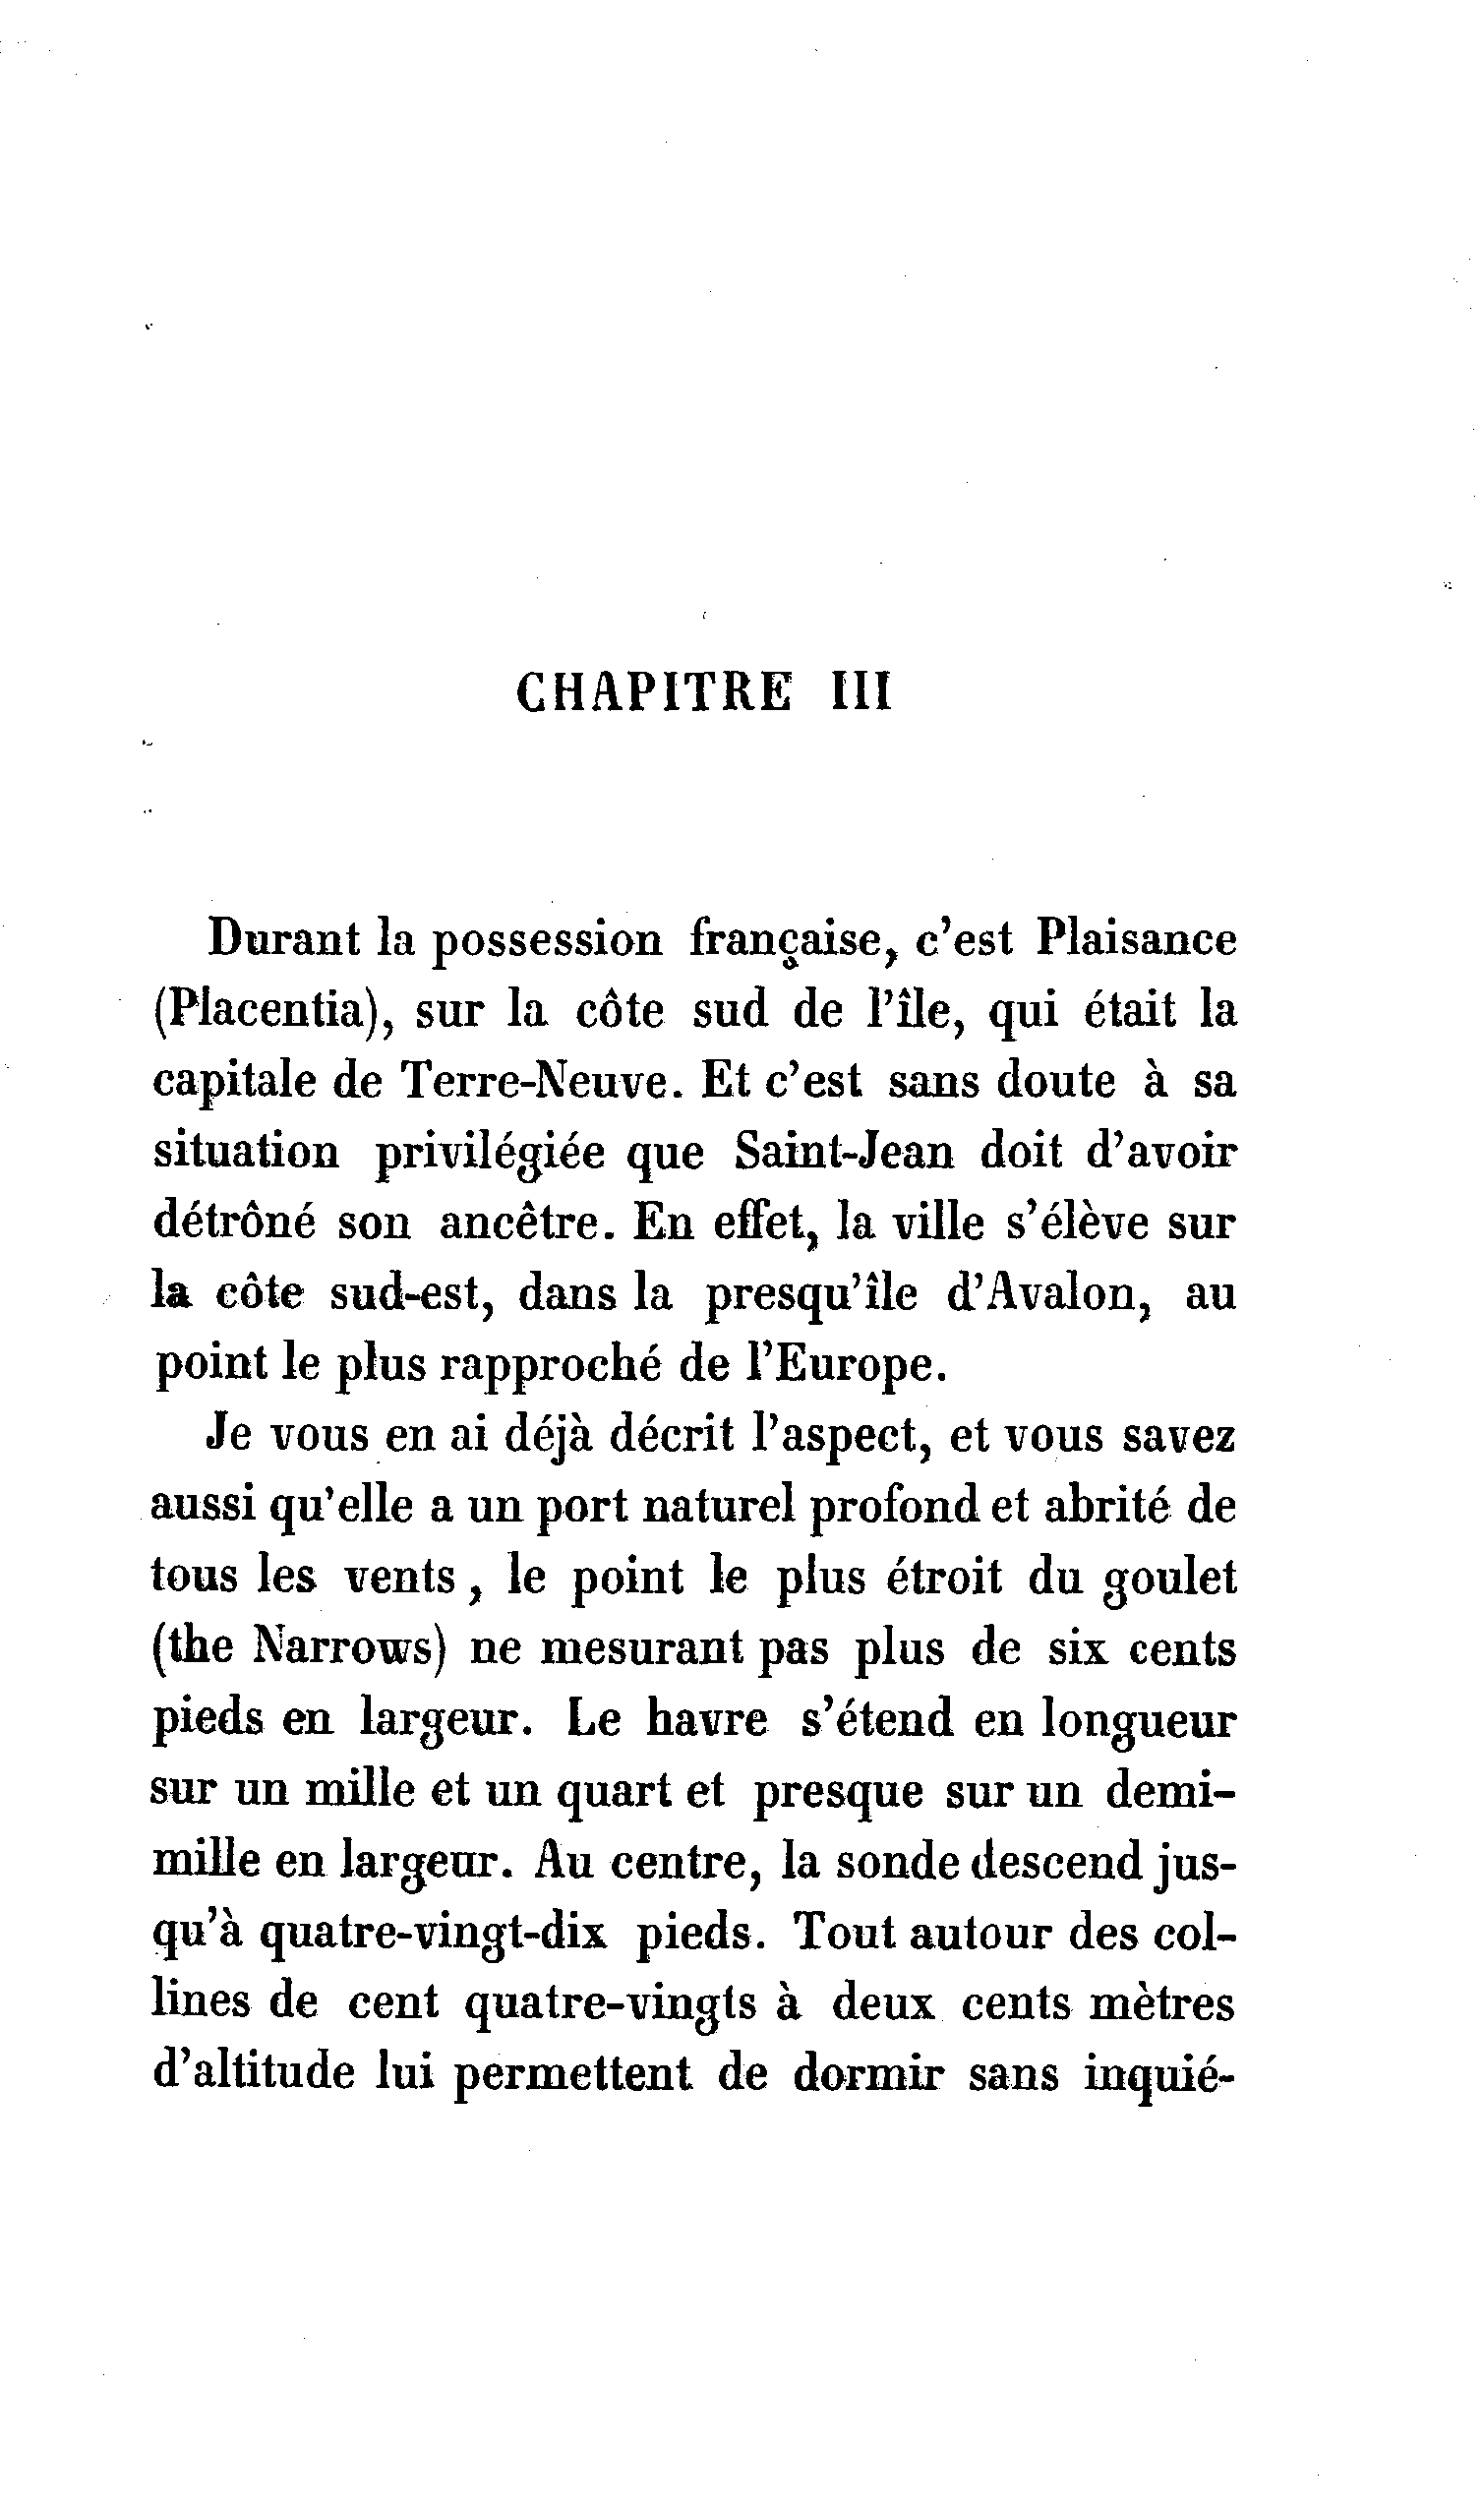 CHAPITRE III
Durant la possession française, c'est Plaisance
(Placentia), sur la côte sud de l'île, qui était la
capitale de Terre-Neuve. Et c'est sans doute à sa
situation privilégiée que Saint-Jean doit d'avoir
détrôné son ancêtre. En effet, la ville s'élève sur
la côte sud-est, dans la presqu'île d'Avalon, au
point le plus rapproché de l'Europe.
Je vous en ai déjà décrit l'aspect, et vous savez
aussi qu'elle a un port naturel profond et abrité de
tous les vents, le point le plus étroit du goulet
(the Narrows) ne mesurant pas plus de six cents
pieds en largeur. Le havre s'étend en longueur
sur un mille et un quart et presque sur un demi-
mille en largeur. Au centre, la sonde descend jus-
qu'à quatre-vingt-dix pieds. Tout autour des col-
lines de cent quatre-vingts à deux cents mètres
d'altitude lui permettent de dormir sans inquié-